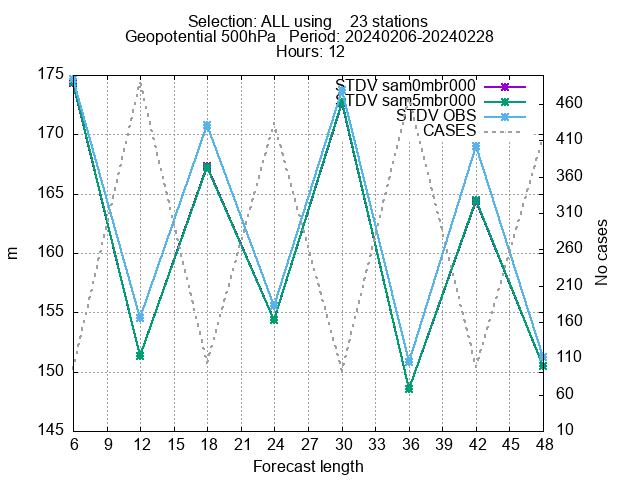 Selection: ALL using 23 stations
Geopotential 500hPa Period: 20240206-20240228
Hours: 12
STDV sam0mbr000
STDV sam5mbr000
STDV OBS
CASES
175
170
165
160
155
150
145
m
460
410
360
310
260
210
160
110
60
10
No cases
6 9 12 15 18 21 24 27 30 33 36 39 42 45 48
Forecast length